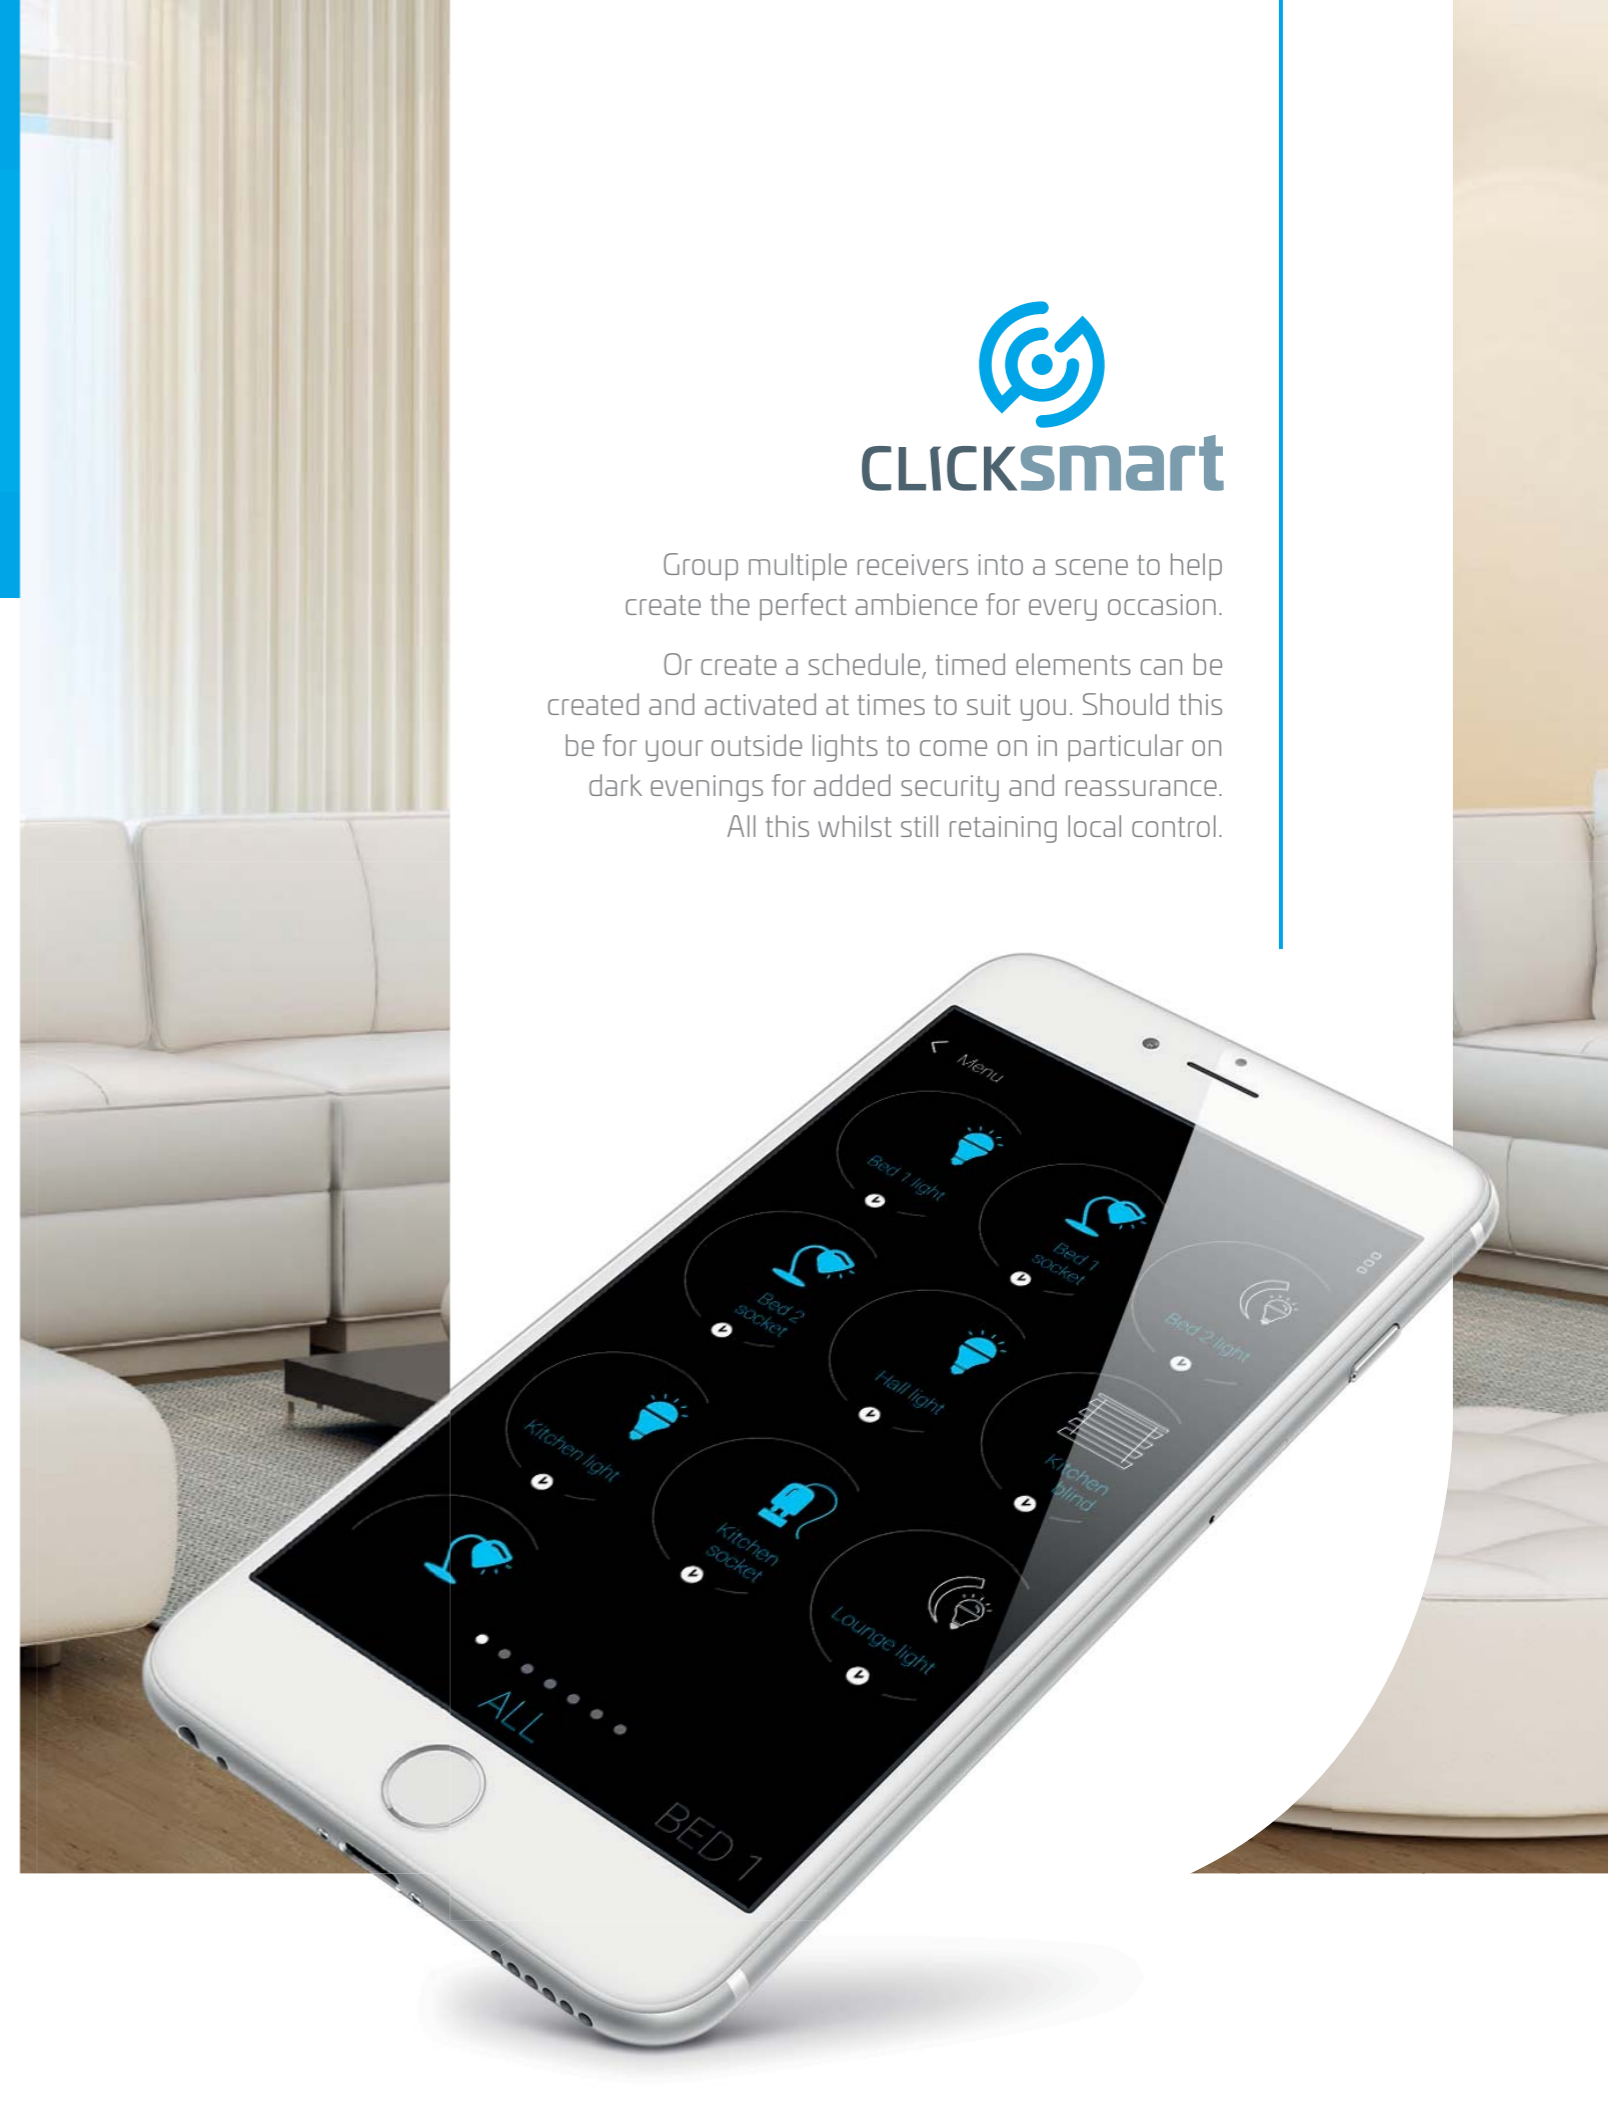 CLICKsmart
Group multiple receivers into a scene to help
create the perfect ambience for every occasion.
Or create a schedule, timed elements can be
created and activated at times to suit you. Should this
be for your outside lights to come on in particular on
dark evenings for added security and reassurance.
All this whilst still retaining local control.
Menu
Bed 1 light
Bed 1
socket
Bed 2 light
Bed 2
socket
Hall light
Kitchen
blind
Kitchen light
Kitchen
socket
Lounge light
ALL
BED 1